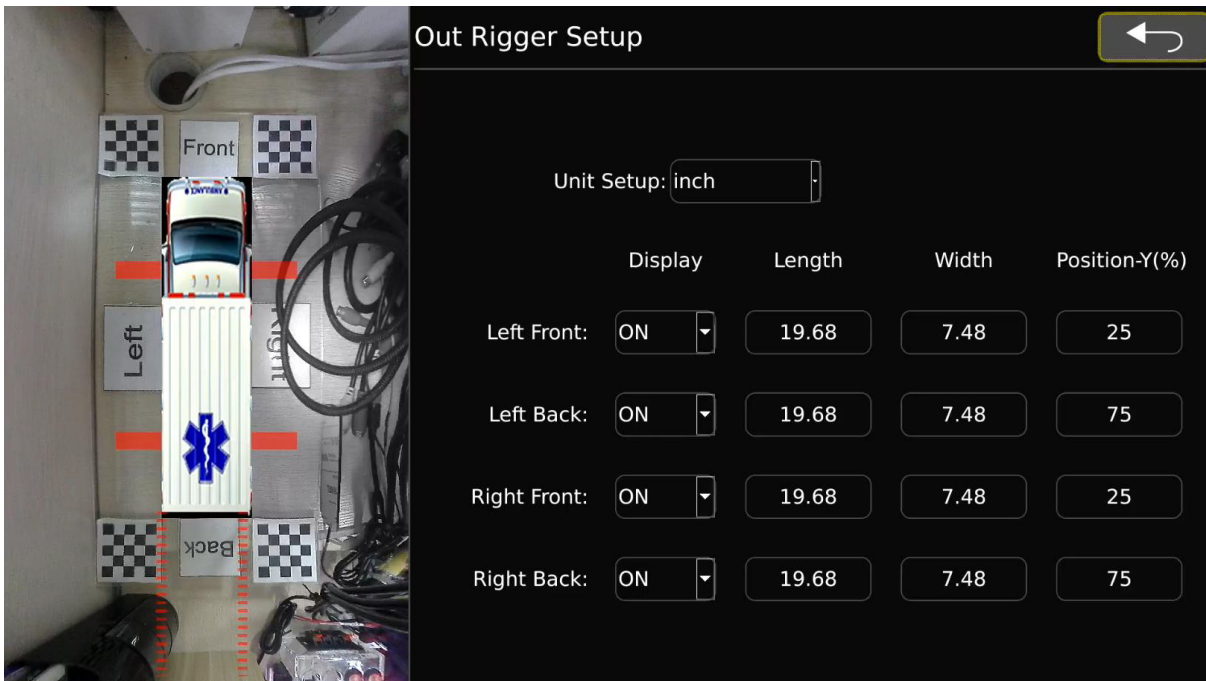 Out Rigger Setup
Unit Setup: inch
Display Length Width Position-Y(%)
Left Front: ON 19.68 7.48 25
Left Back: ON 19.68 7.48 75
Right Front: ON 19.68 7.48 25
Right Back: ON 19.68 7.48 75
Front
AMBULANCE
Left
Right
Back